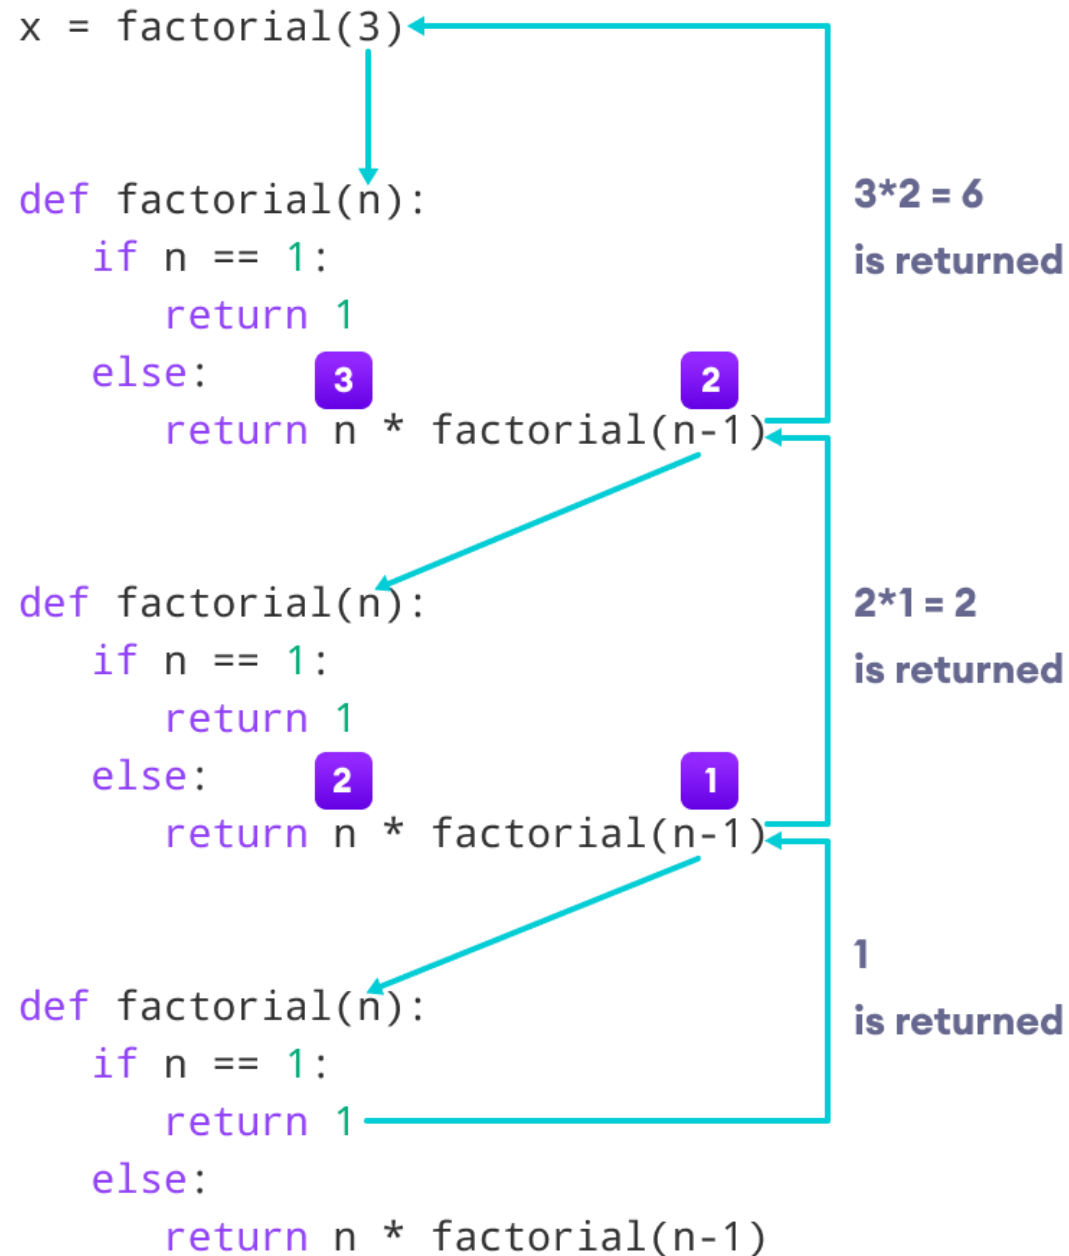 x = factorial(3)
def factorial(n):
   if n == 1:
      return 1
   else:
3
2
      return n * factorial(n-1)
3*2 = 6
is returned
def factorial(n):
   if n == 1:
      return 1
   else:
2
1
      return n * factorial(n-1)
2*1 = 2
is returned
def factorial(n):
   if n == 1:
      return 1
   else:
      return n * factorial(n-1)
1
is returned